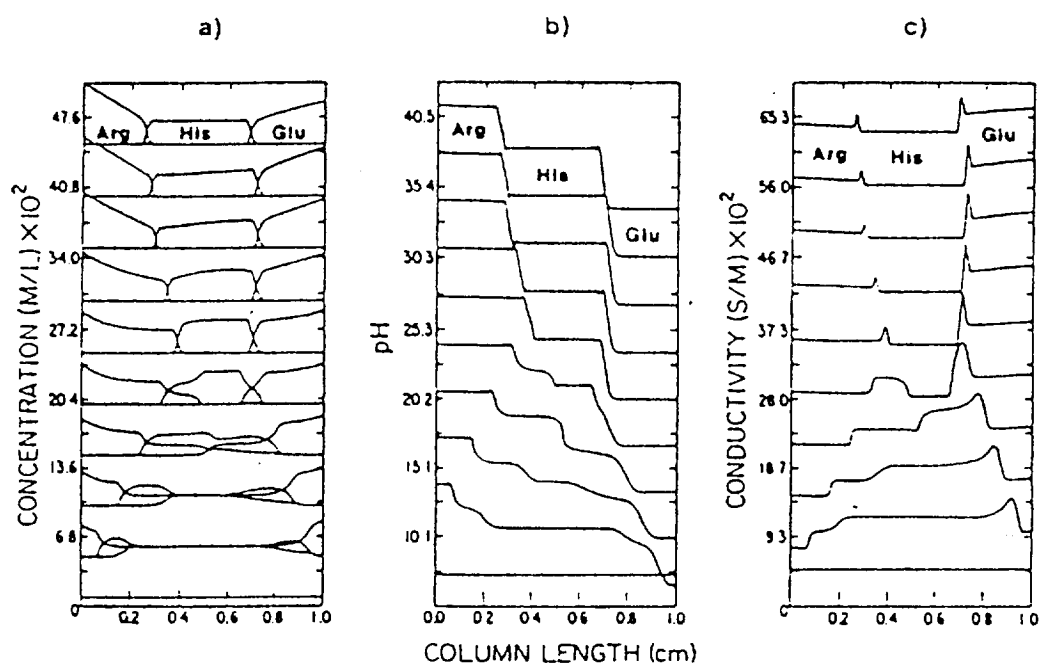 a)
CONCENTRATION (M/L) × 10²
47.6
40.8
34.0
27.2
20.4
13.6
6.8
0
Arg His Glu
0.2 0.4 0.6 0.8 1.0
b)
pH
40.5
35.4
30.3
25.3
20.2
15.1
10.1
Arg
His
Glu
0.0 0.2 0.4 0.6 0.8 1.0
c)
CONDUCTIVITY (S/M) × 10²
65.3
56.0
46.7
37.3
28.0
18.7
9.3
Arg His Glu
0.0 0.2 0.4 0.6 0.8 1.0
COLUMN LENGTH (cm)